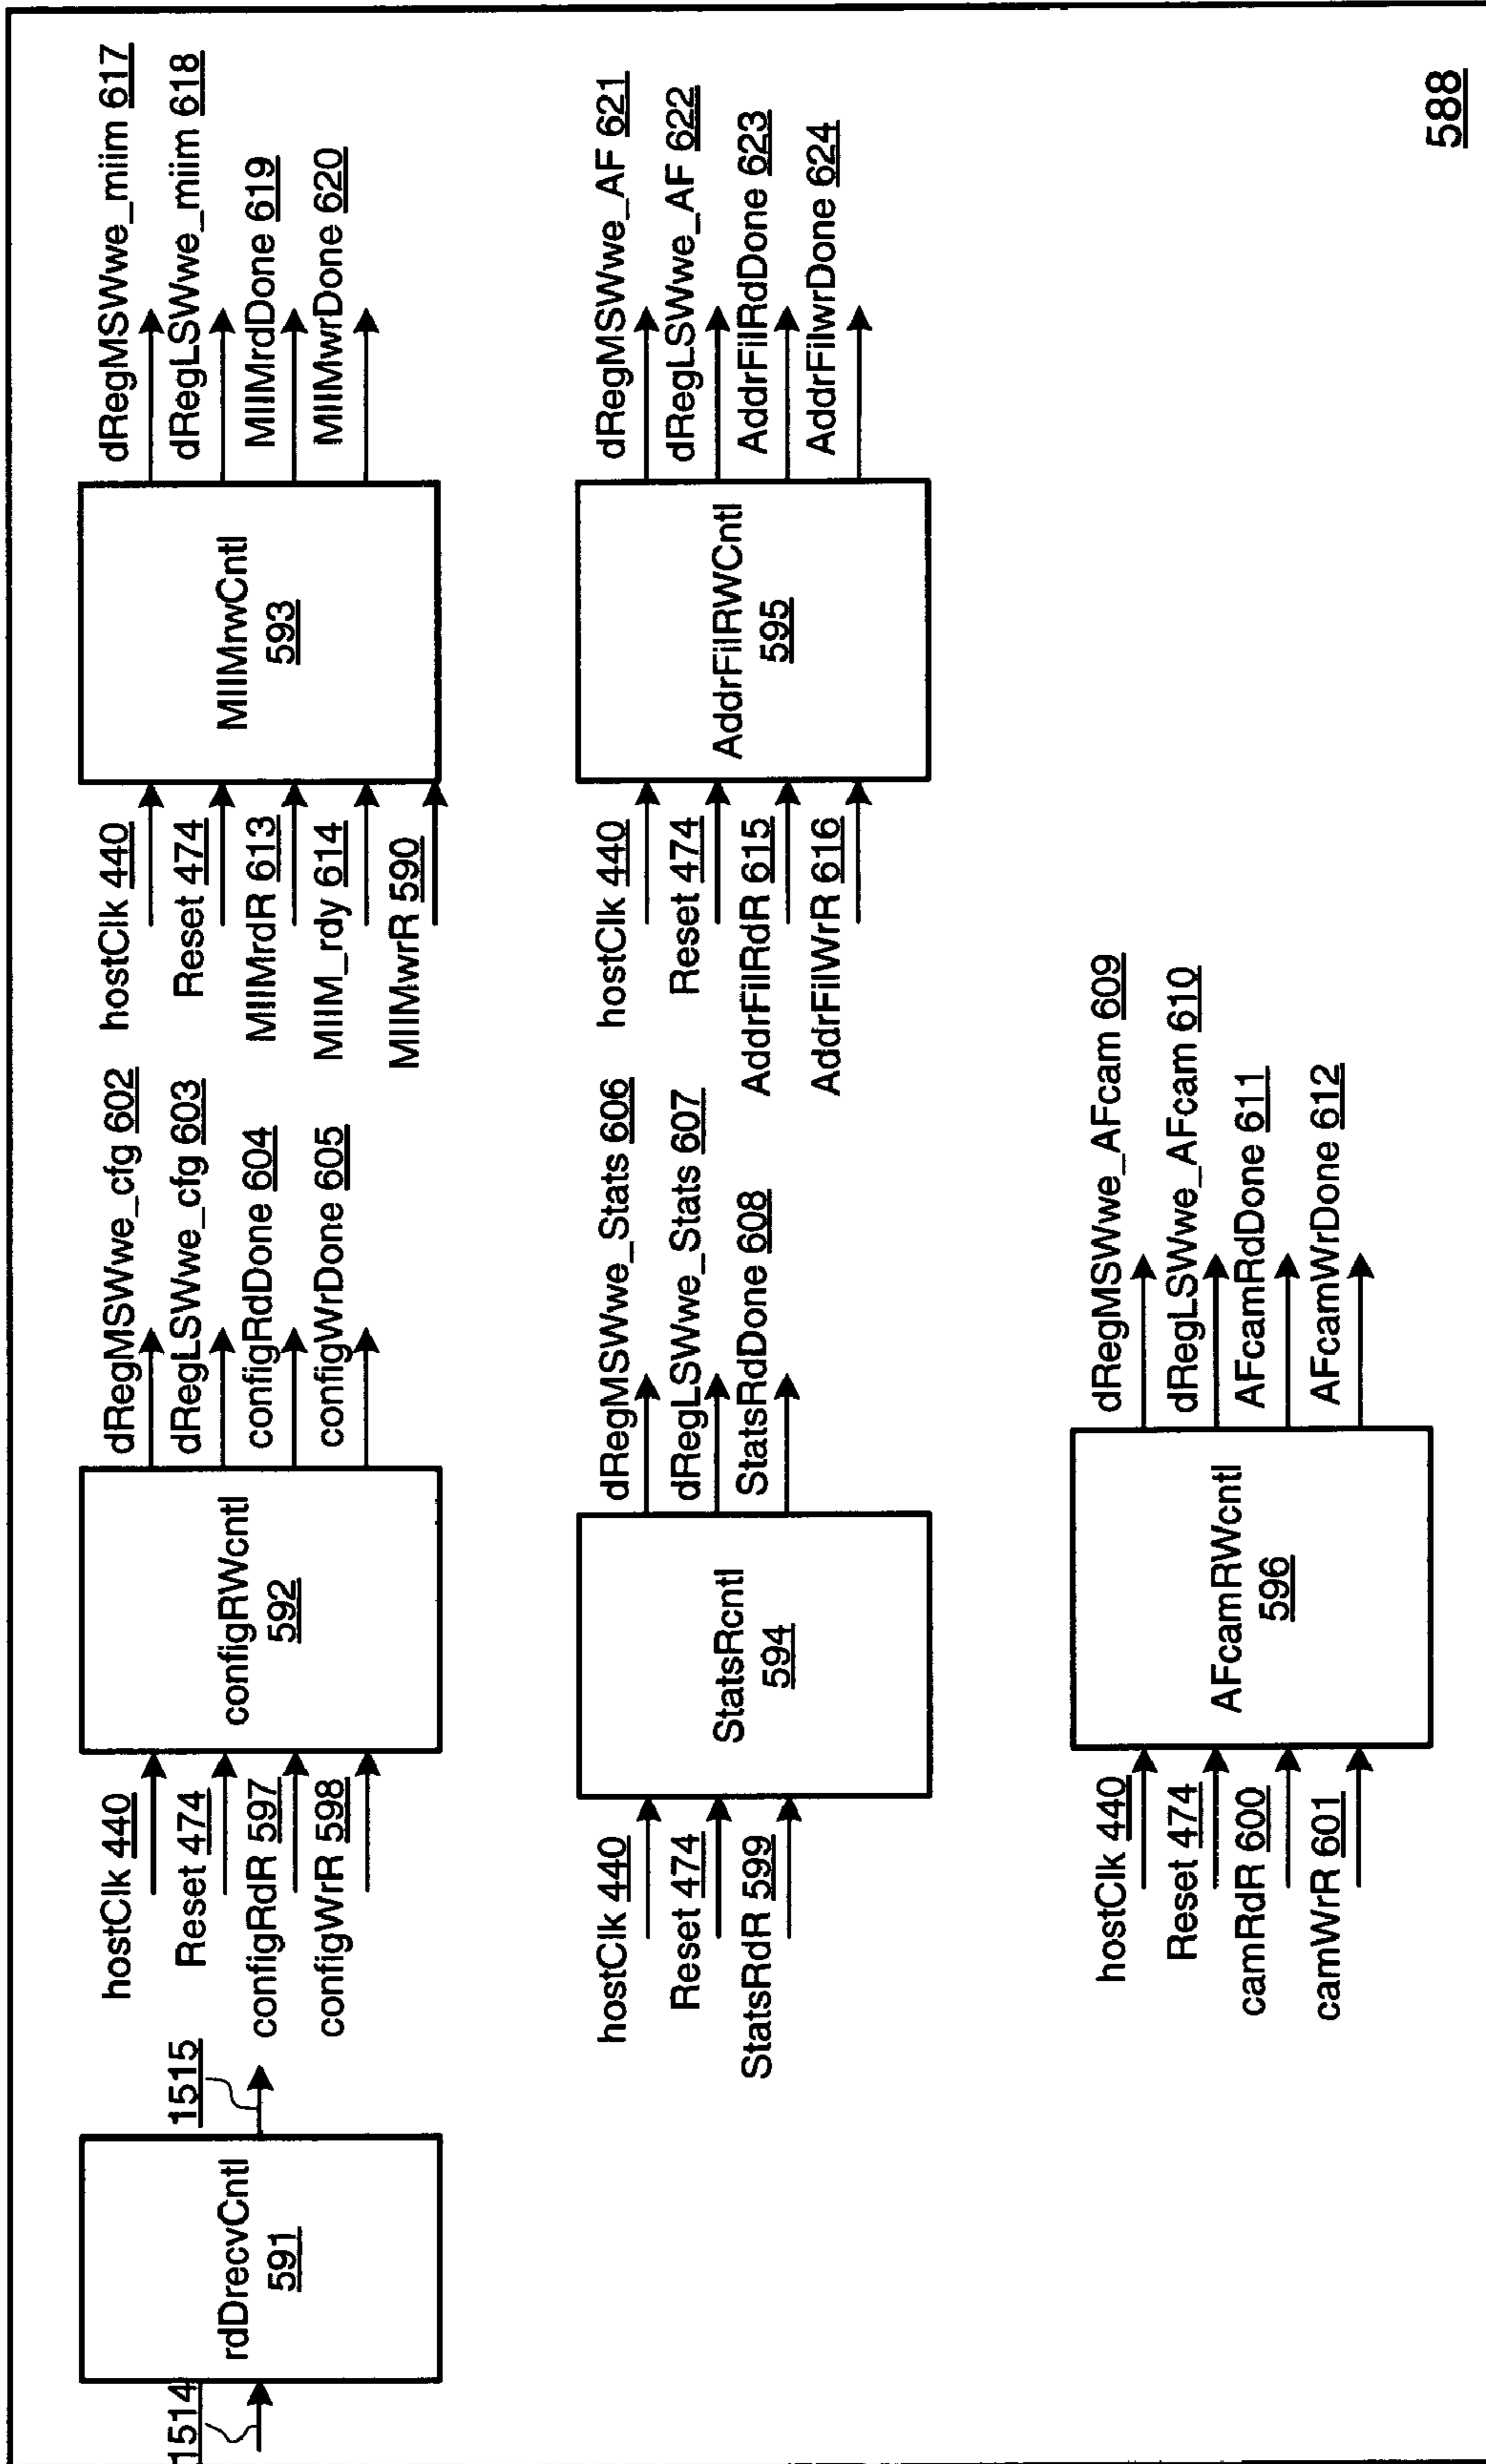 1514
rdDrecvCntl
591
1515
hostClk 440
Reset 474
configRdR 597
configWrR 598
configRWcntl
592
dRegMSWwe_cfg 602
dRegLSWwe_cfg 603
configRdDone 604
configWrDone 605
hostClk 440
Reset 474
MIIMrdR 613
MIIM_rdy 614
MIIMwrR 590
MIIMrwCntl
593
dRegMSWwe_miim 617
dRegLSWwe_miim 618
MIIMrdDone 619
MIIMwrDone 620
hostClk 440
Reset 474
StatsRdR 599
StatsRcntl
594
dRegMSWwe_Stats 606
dRegLSWwe_Stats 607
StatsRdDone 608
hostClk 440
Reset 474
AddrFilRdR 615
AddrFilWrR 616
AddrFilRWCntl
595
dRegMSWwe_AF 621
dRegLSWwe_AF 622
AddrFilRdDone 623
AddrFilwrDone 624
hostClk 440
Reset 474
camRdR 600
camWrR 601
AFcamRWcntl
596
dRegMSWwe_AFcam 609
dRegLSWwe_AFcam 610
AFcamRdDone 611
AFcamWrDone 612
588